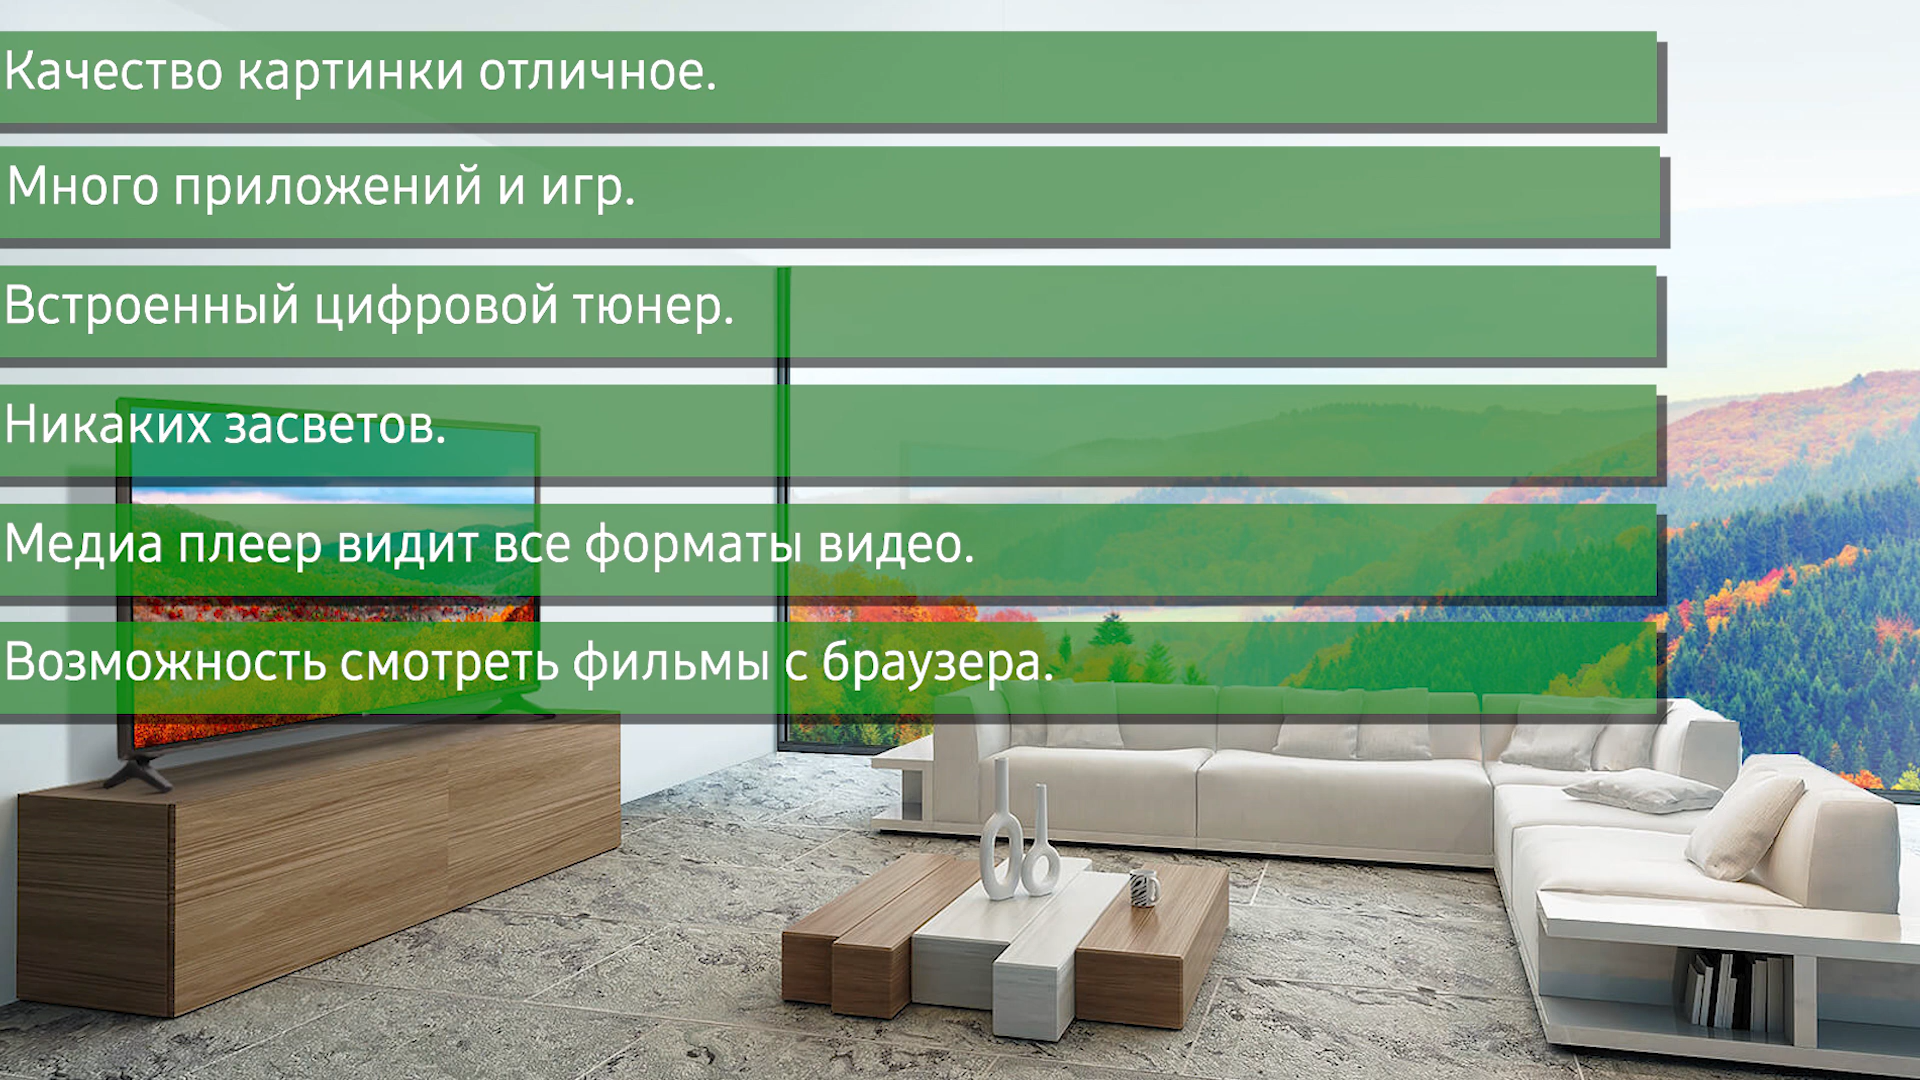 Качество картинки отличное.
Много приложений и игр.
Встроенный цифровой тюнер.
Никаких засветов.
Медиа плеер видит все форматы видео.
Возможность смотреть фильмы с браузера.